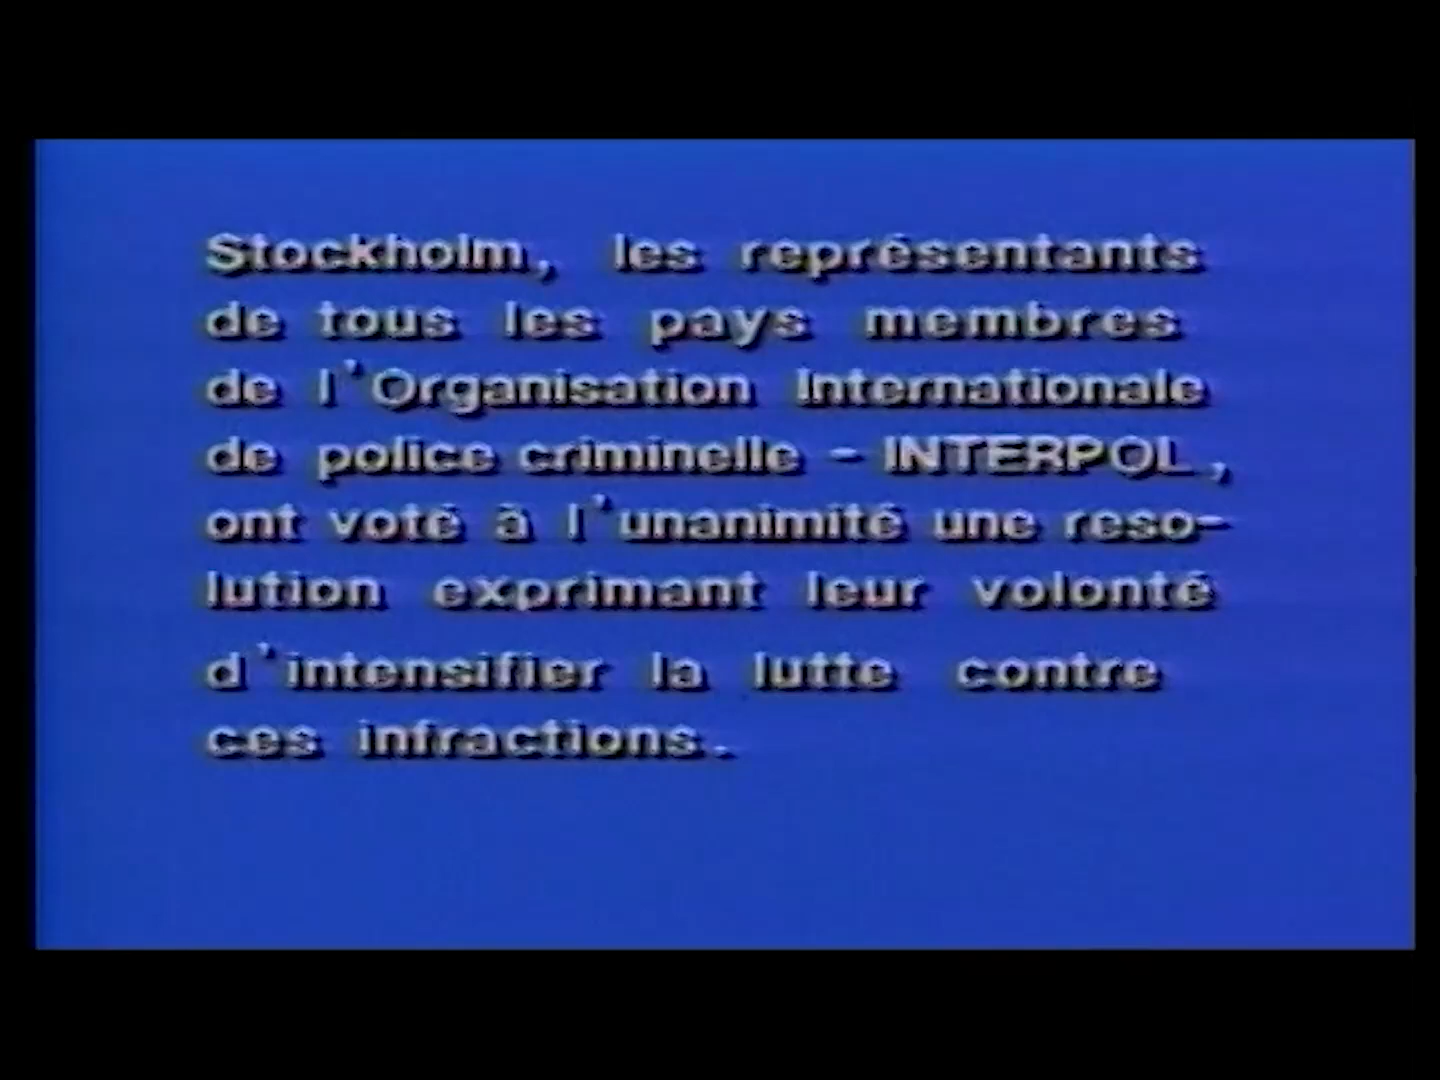 Stockholm, les représentants
de tous les pays membres
de l'Organisation Internationale
de police criminelle - INTERPOL,
ont voté à l'unanimité une reso-
lution exprimant leur volonté
d'intensifier la lutte contre
ces infractions.